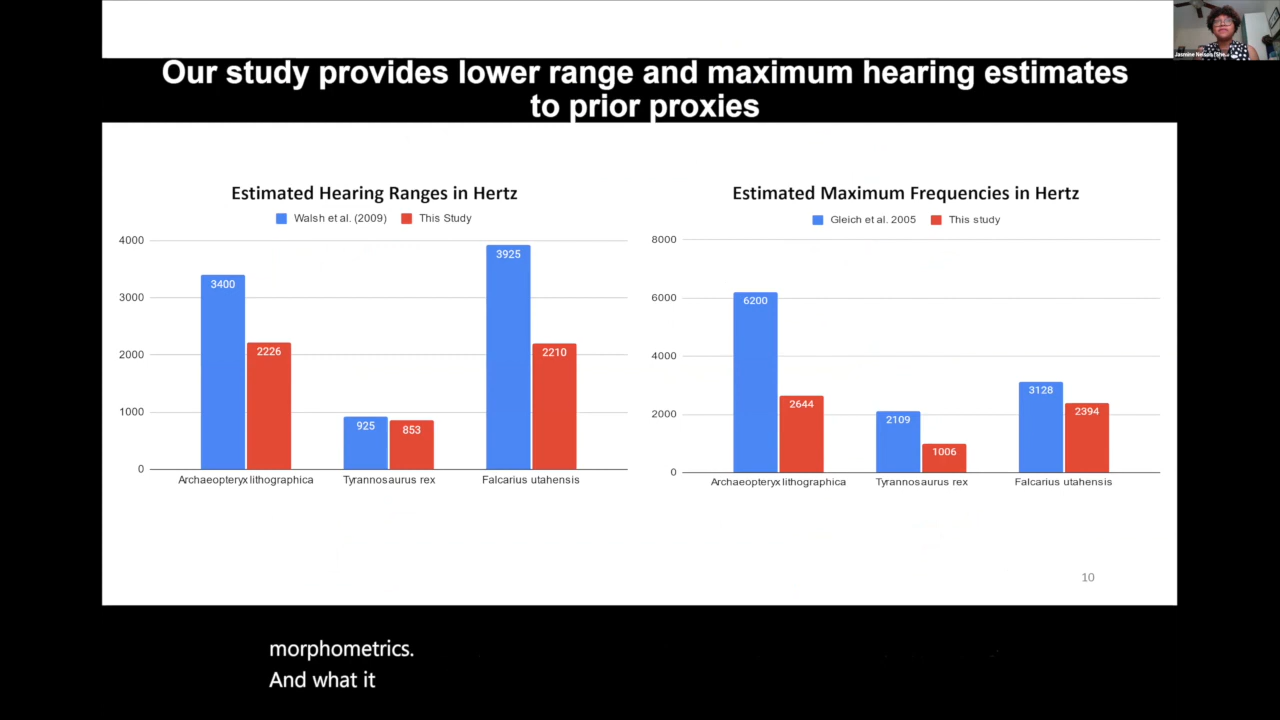 Jasmine Nelson (She...
Our study provides lower range and maximum hearing estimates
to prior proxies
Estimated Hearing Ranges in Hertz
Walsh et al. (2009) This Study
4000
3000
2000
1000
0
3400
2226
925
853
3925
2210
Archaeopteryx lithographica Tyrannosaurus rex Falcarius utahensis
Estimated Maximum Frequencies in Hertz
Gleich et al. 2005 This study
8000
6000
4000
2000
0
6200
2644
2109
1006
3128
2394
Archaeopteryx lithographica Tyrannosaurus rex Falcarius utahensis
10
morphometrics.
And what it